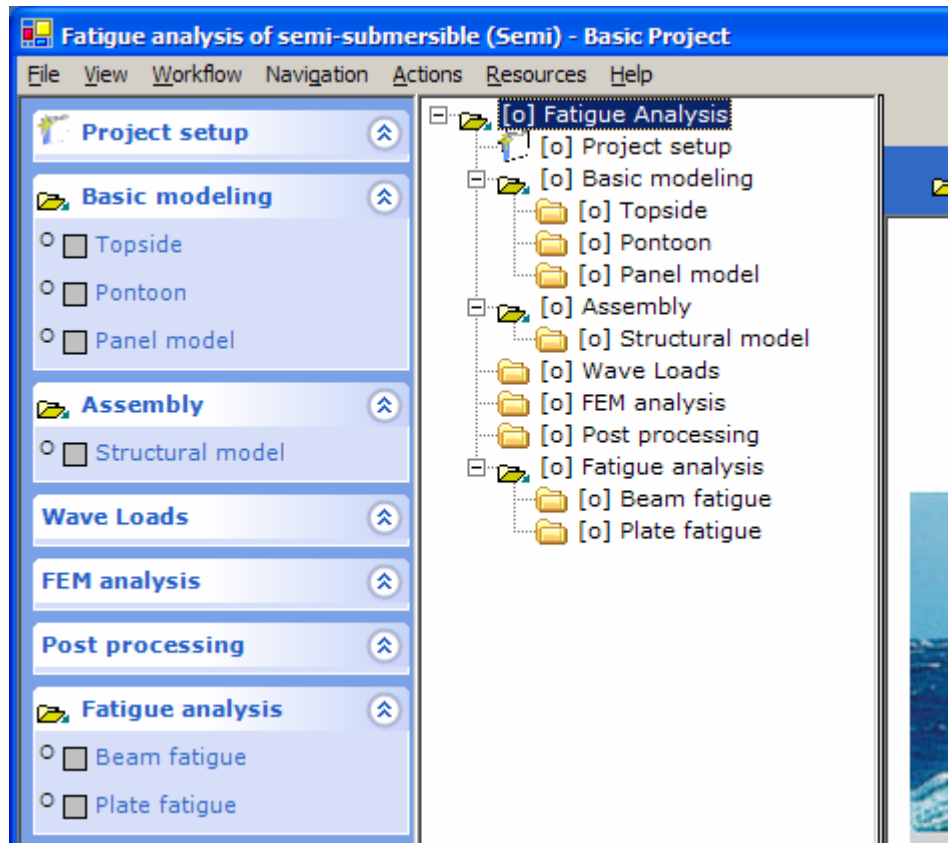 Fatigue analysis of semi-submersible (Semi) - Basic Project
File View Workflow Navigation Actions Resources Help
Project setup
Basic modeling
Topside
Pontoon
Panel model
Assembly
Structural model
Wave Loads
FEM analysis
Post processing
Fatigue analysis
Beam fatigue
Plate fatigue
[o] Fatigue Analysis
[o] Project setup
[o] Basic modeling
[o] Topside
[o] Pontoon
[o] Panel model
[o] Assembly
[o] Structural model
[o] Wave Loads
[o] FEM analysis
[o] Post processing
[o] Fatigue analysis
[o] Beam fatigue
[o] Plate fatigue